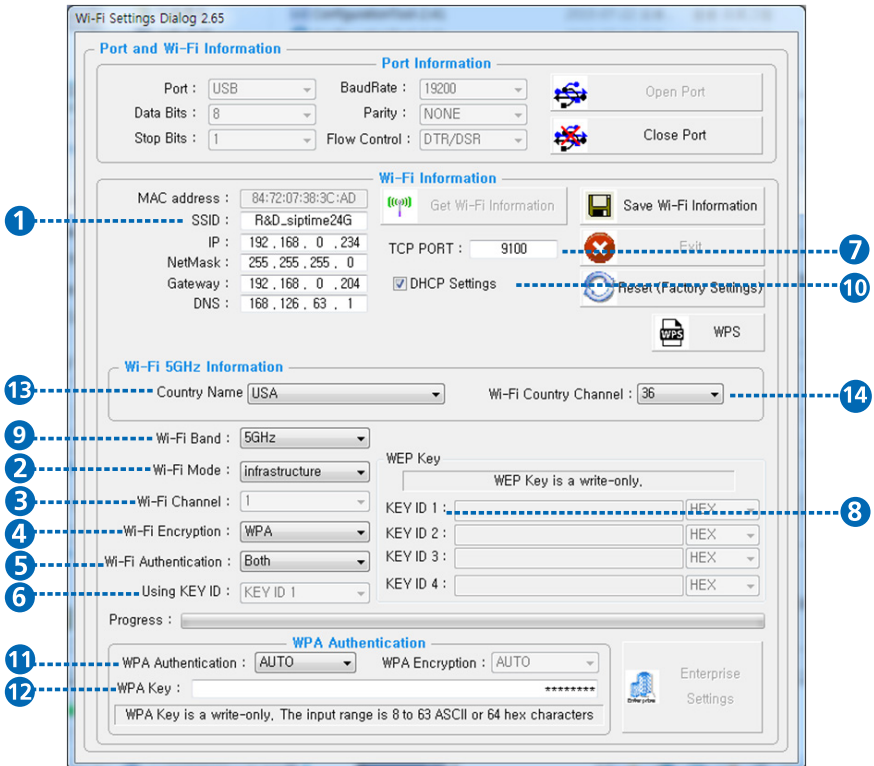 Wi-Fi Settings Dialog 2.65
Port and Wi-Fi Information
Port Information
Port : USB BaudRate : 19200 Open Port
Data Bits : 8 Parity : NONE
Stop Bits : 1 Flow Control : DTR/DSR Close Port
Wi-Fi Information
MAC address : 84:72:07:38:3C:AD Get Wi-Fi Information Save Wi-Fi Information
1 SSID : R&D_siptime24G
IP : 192 . 168 . 0 . 234 TCP PORT : 9100 Exit 7
NetMask : 255 . 255 . 255 . 0
Gateway : 192 . 168 . 0 . 204 DHCP Settings Reset (Factory Settings) 10
DNS : 168 . 126 . 63 . 1
WPS WPS
Wi-Fi 5GHz Information
13 Country Name USA Wi-Fi Country Channel : 36 14
9 Wi-Fi Band : 5GHz
2 Wi-Fi Mode : infrastructure
WEP Key
WEP Key is a write-only.
3 Wi-Fi Channel : 1 KEY ID 1 : HEX 8
4 Wi-Fi Encryption : WPA KEY ID 2 : HEX
5 Wi-Fi Authentication : Both KEY ID 3 : HEX
6 Using KEY ID : KEY ID 1 KEY ID 4 : HEX
Progress :
WPA Authentication
11 WPA Authentication : AUTO WPA Encryption : AUTO
12 WPA Key : ********
WPA Key is a write-only. The input range is 8 to 63 ASCII or 64 hex characters
Enterprise
Settings